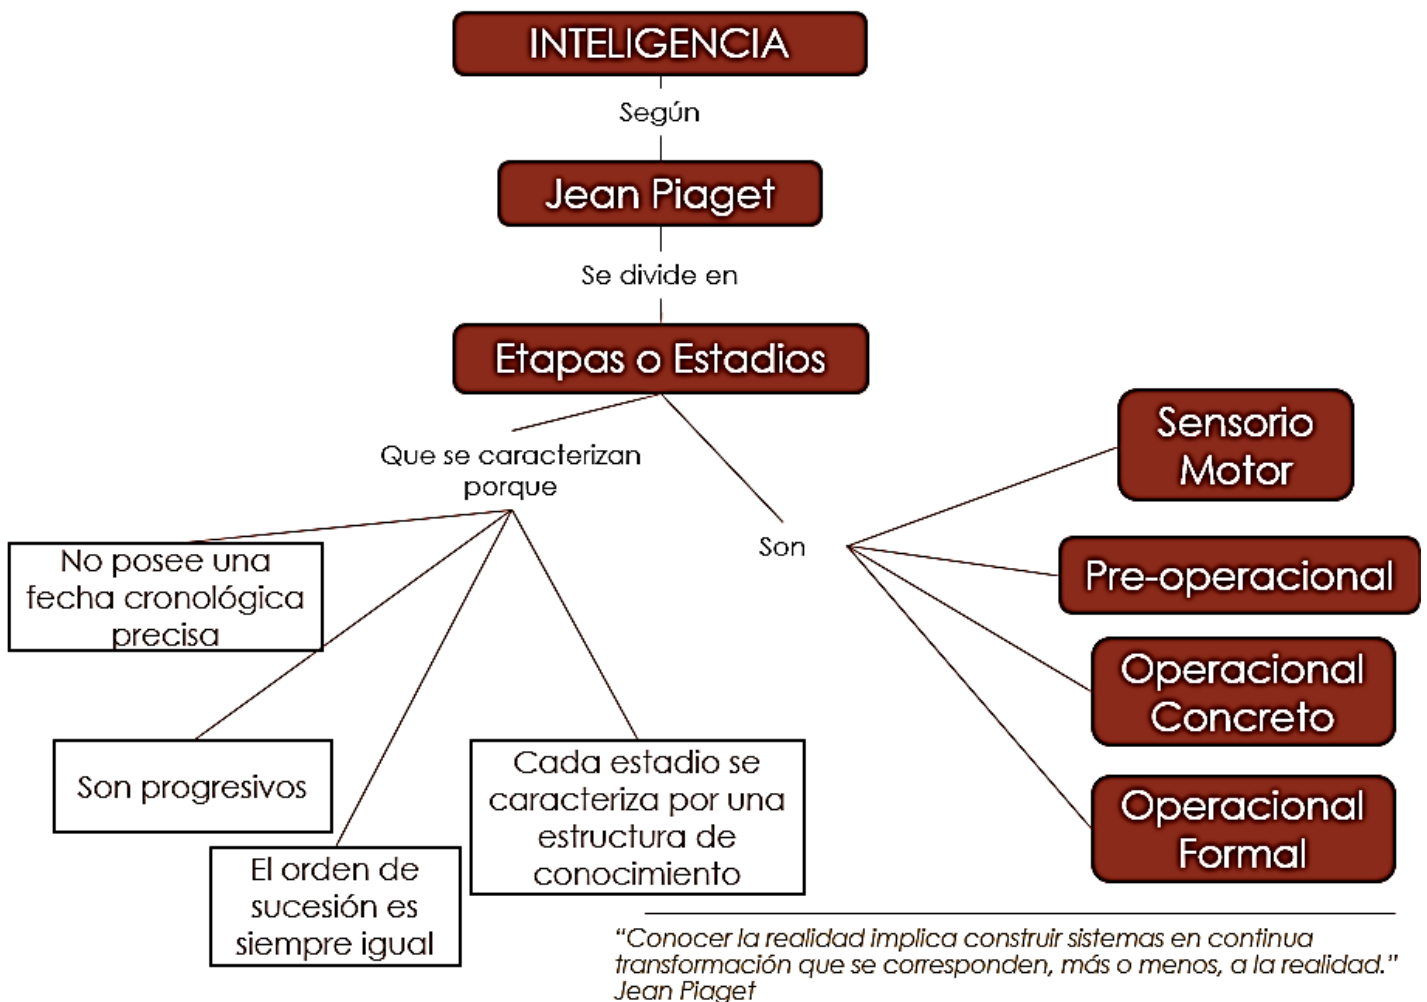 INTELIGENCIA
Según
Jean Piaget
Se divide en
Etapas o Estadios
Que se caracterizan
porque
No posee una
fecha cronológica
precisa
Son progresivos
El orden de
sucesión es
siempre igual
Cada estadio se
caracteriza por una
estructura de
conocimiento
Son
Sensorio
Motor
Pre-operacional
Operacional
Concreto
Operacional
Formal
“Conocer la realidad implica construir sistemas en continua
transformación que se corresponden, más o menos, a la realidad.”
Jean Piaget